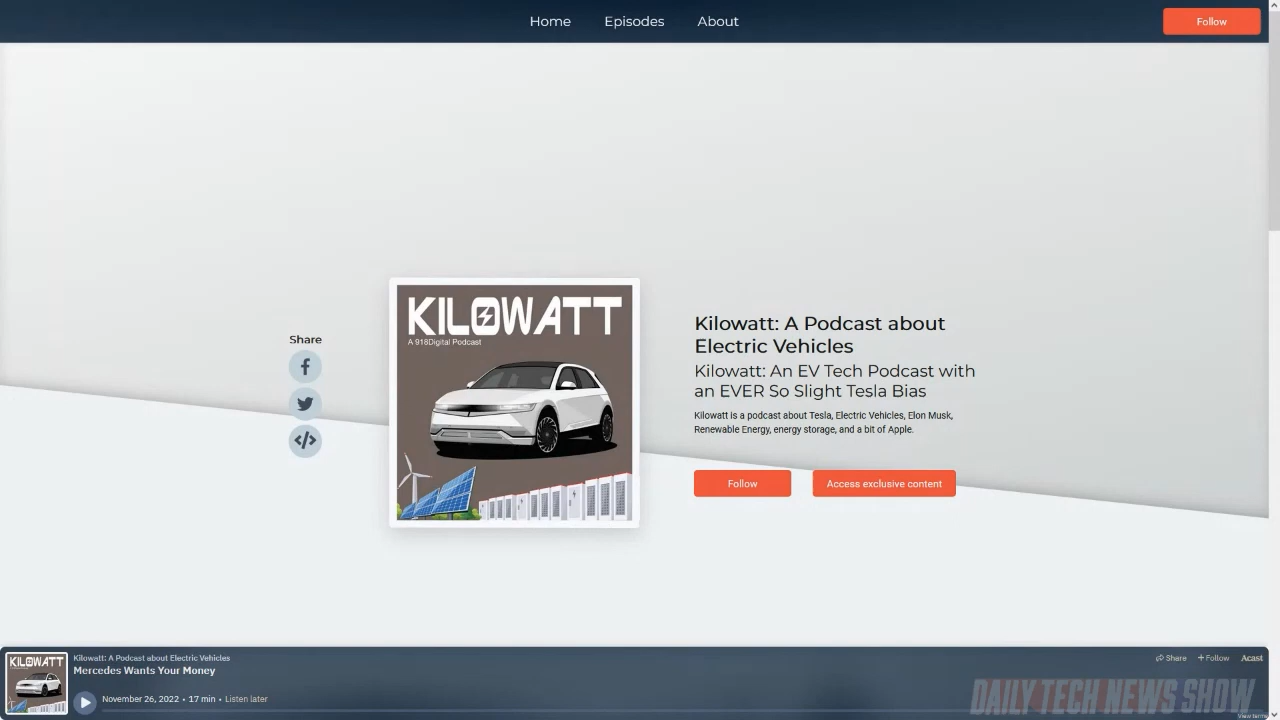 Home Episodes About
Follow
Share
KILOWATT
A 918Digital Podcast
Kilowatt: A Podcast about
Electric Vehicles
Kilowatt: An EV Tech Podcast with
an EVER So Slight Tesla Bias
Kilowatt is a podcast about Tesla, Electric Vehicles, Elon Musk,
Renewable Energy, energy storage, and a bit of Apple.
Follow
Access exclusive content
KILOWATT
Kilowatt: A Podcast about Electric Vehicles
Mercedes Wants Your Money
November 26, 2022 • 17 min • Listen later
Share + Follow Acast
DAILY TECH NEWS SHOW
View terms